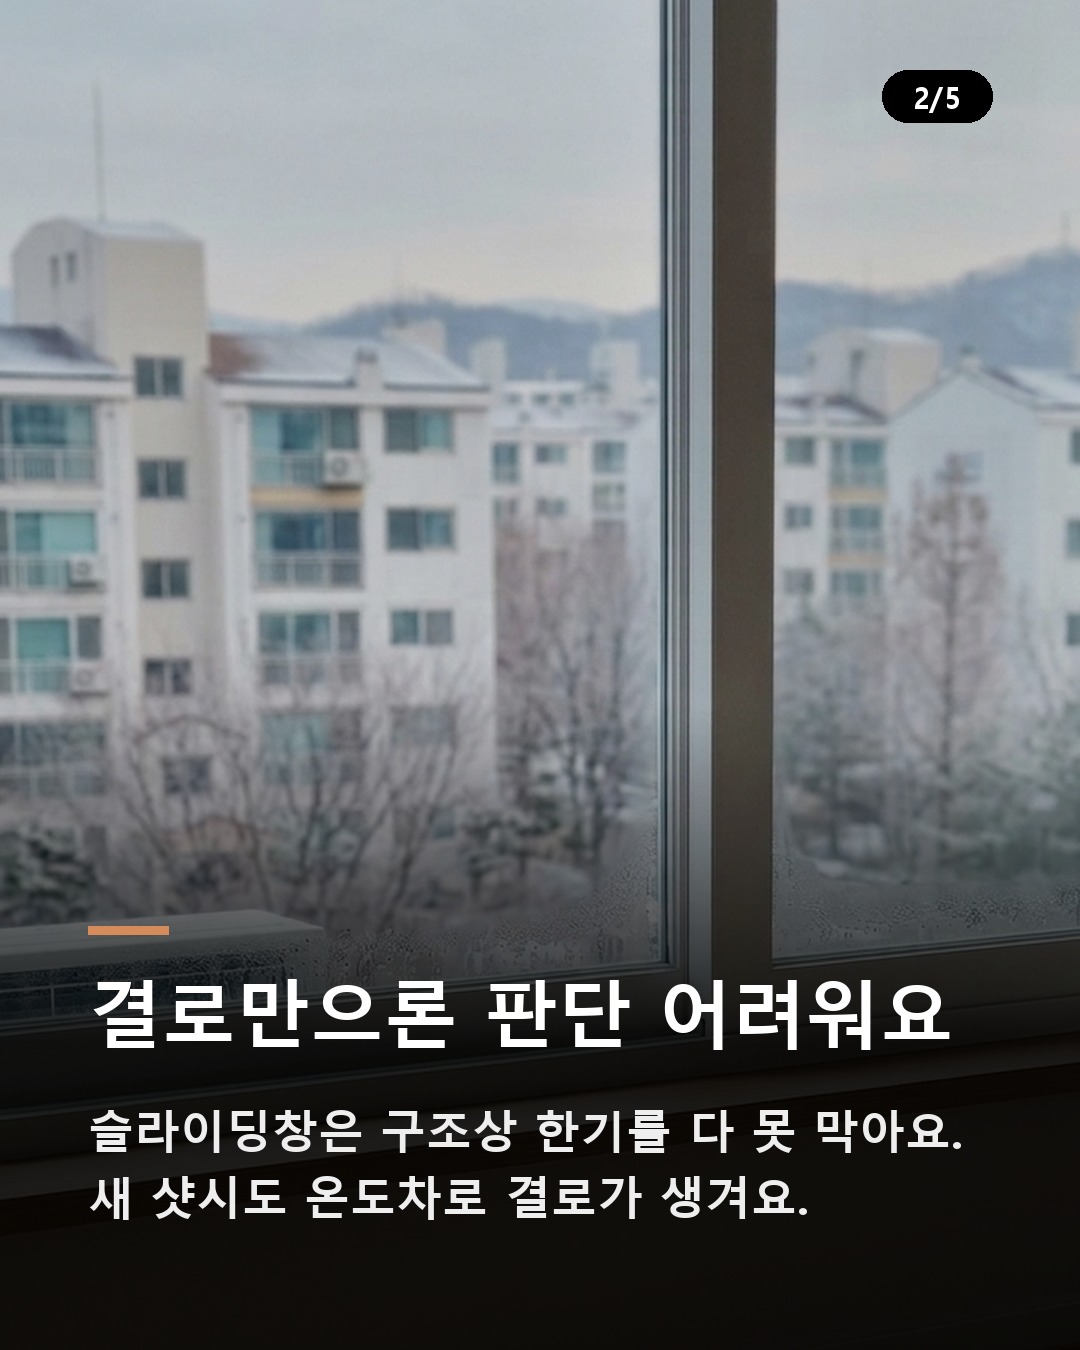 2/5
결로만으론 판단 어려워요
슬라이딩창은 구조상 한기를 다 못 막아요.
새 샷시도 온도차로 결로가 생겨요.